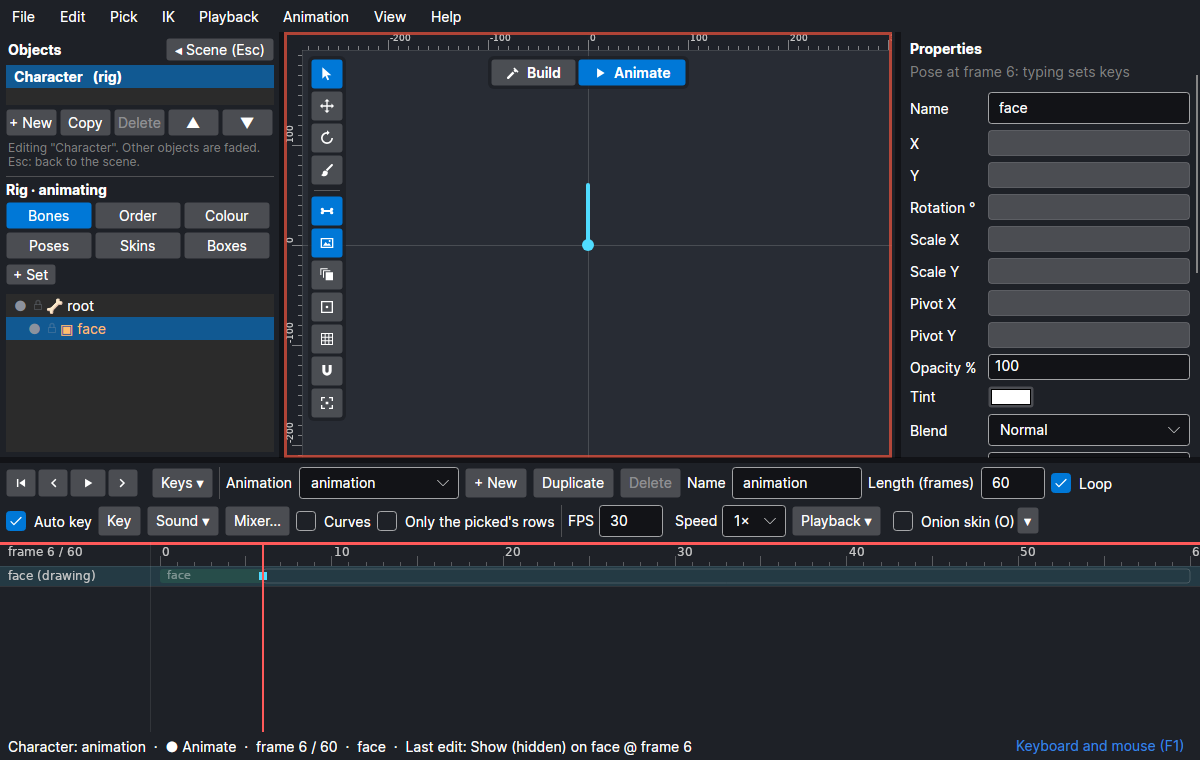 File Edit Pick IK Playback Animation View Help
Objects
◂ Scene (Esc)
Character (rig)
+ New Copy Delete ▲ ▼
Editing "Character". Other objects are faded.
Esc: back to the scene.
Rig · animating
Bones Order Colour
Poses Skins Boxes
+ Set
root
face
-200 -100 0 100 200
100
0
-100
-200
Build Animate
Properties
Pose at frame 6: typing sets keys
Name face
X
Y
Rotation °
Scale X
Scale Y
Pivot X
Pivot Y
Opacity % 100
Tint
Blend Normal
Keys ▾ Animation animation + New Duplicate Delete Name animation Length (frames) 60 Loop
Auto key Key Sound ▾ Mixer... Curves Only the picked's rows FPS 30 Speed 1× Playback ▾ Onion skin (O) ▾
frame 6 / 60 0 10 20 30 40 50 6
face (drawing) face
Character: animation · ● Animate · frame 6 / 60 · face · Last edit: Show (hidden) on face @ frame 6
Keyboard and mouse (F1)